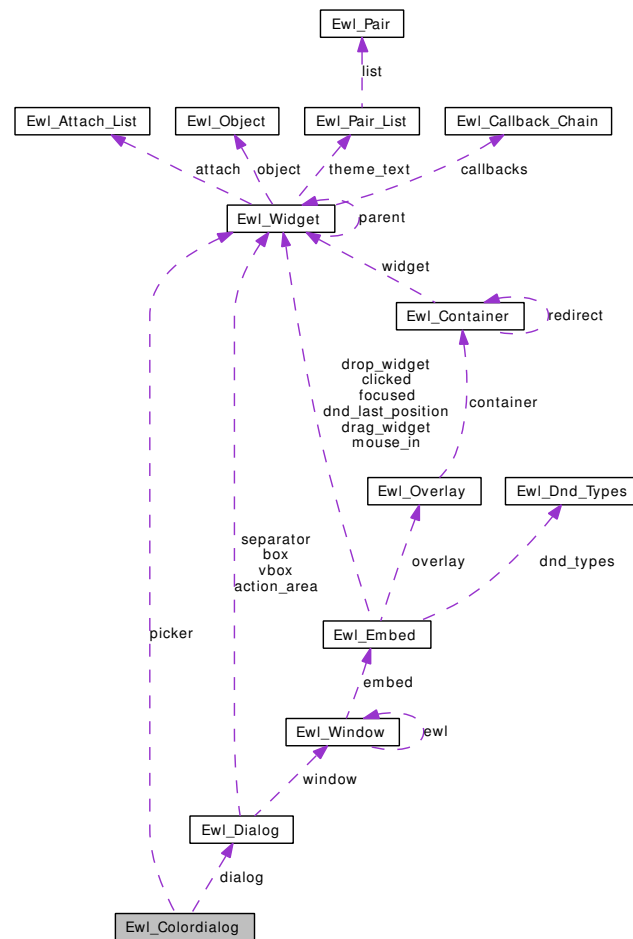 Ewl_Pair
list
Ewl_Attach_List
Ewl_Object
Ewl_Pair_List
Ewl_Callback_Chain
attach
object
theme_text
callbacks
Ewl_Widget
parent
widget
Ewl_Container
redirect
drop_widget
clicked
focused
dnd_last_position
drag_widget
mouse_in
container
Ewl_Overlay
Ewl_Dnd_Types
separator
box
vbox
action_area
overlay
dnd_types
picker
Ewl_Embed
embed
Ewl_Window
ewl
window
Ewl_Dialog
dialog
Ewl_Colordialog